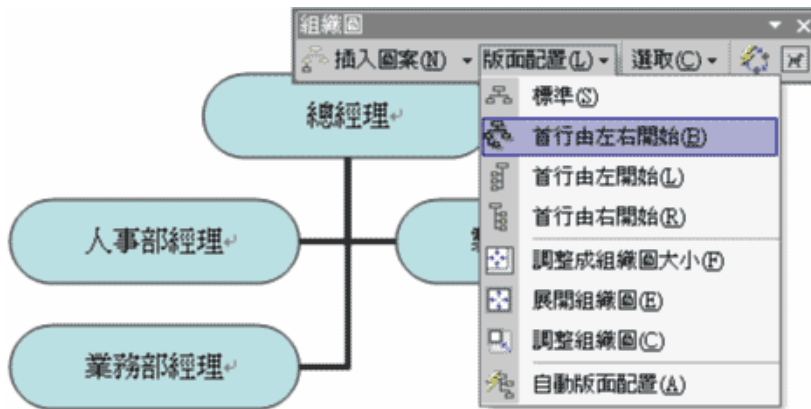 組織圖
插入圖案(N) 版面配置(L) 選取(C)
標準(S)
首行由左右開始(B)
首行由左開始(L)
首行由右開始(R)
調整成組織圖大小(F)
展開組織圖(E)
調整組織圖(C)
自動版面配置(A)
總經理
人事部經理
業務部經理